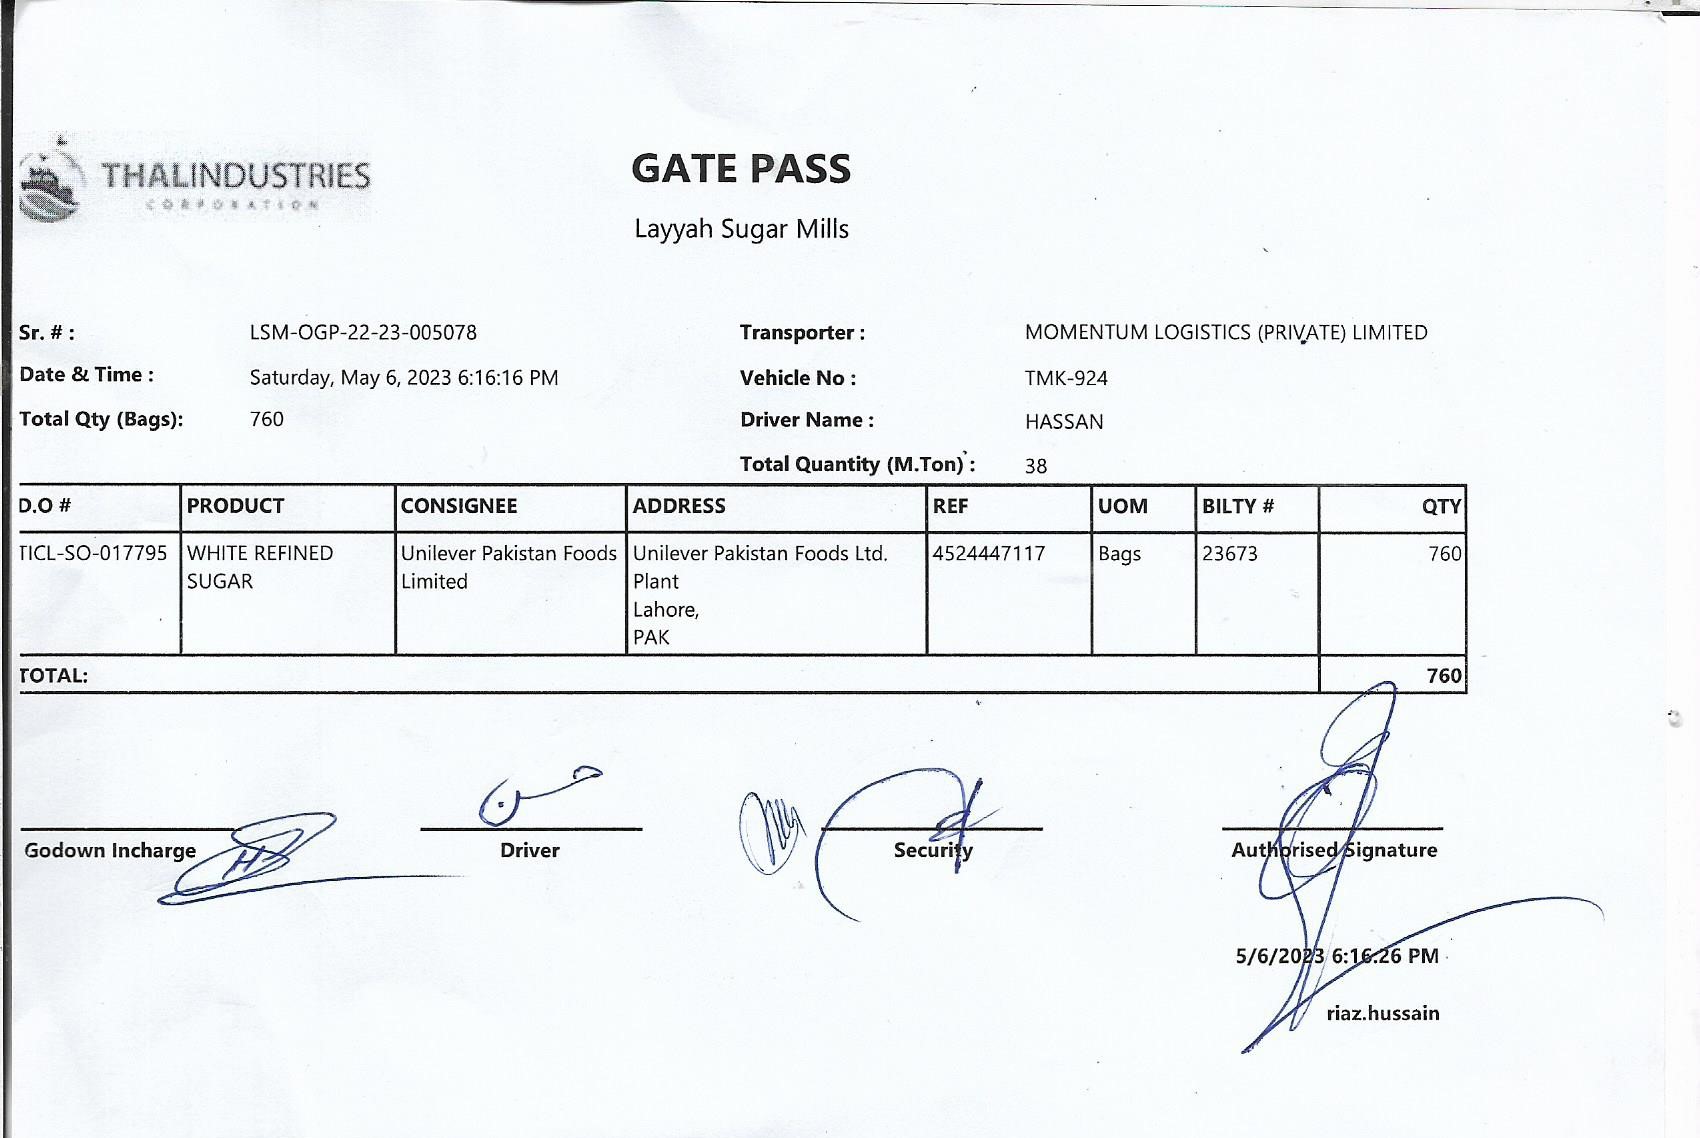 THALINDUSTRIES
CORPORATION
GATE PASS
Layyah Sugar Mills
Sr. # : LSM-OGP-22-23-005078 Transporter : MOMENTUM LOGISTICS (PRIVATE) LIMITED
Date & Time : Saturday, May 6, 2023 6:16:16 PM Vehicle No : TMK-924
Total Qty (Bags): 760 Driver Name : HASSAN
Total Quantity (M.Ton) : 38
D.O # PRODUCT CONSIGNEE ADDRESS REF UOM BILTY # QTY
TICL-SO-017795 WHITE REFINED Unilever Pakistan Foods Unilever Pakistan Foods Ltd. 4524447117 Bags 23673 760
SUGAR Limited Plant
Lahore,
PAK
TOTAL: 760
حسن
Godown Incharge Driver Security Authorised Signature
5/6/2023 6:16:26 PM
riaz.hussain